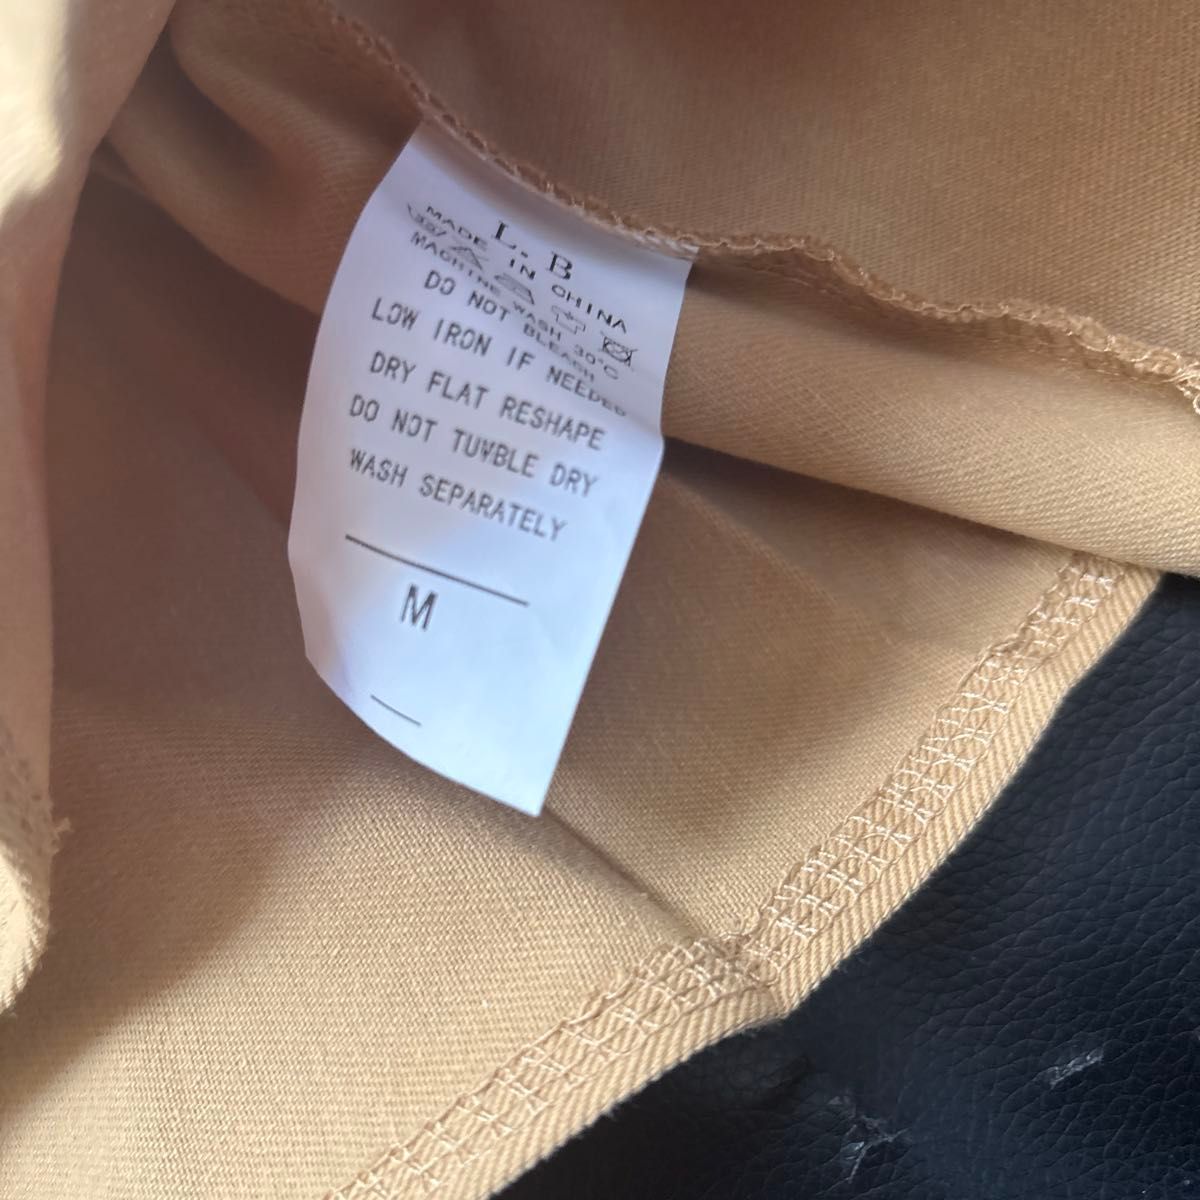 L. B
MADE IN CHINA
MACHINE WASH 30°C
DO NOT BLEACH
LOW IRON IF NEEDED
DRY FLAT RESHAPE
DO NOT TUMBLE DRY
WASH SEPARATELY
M